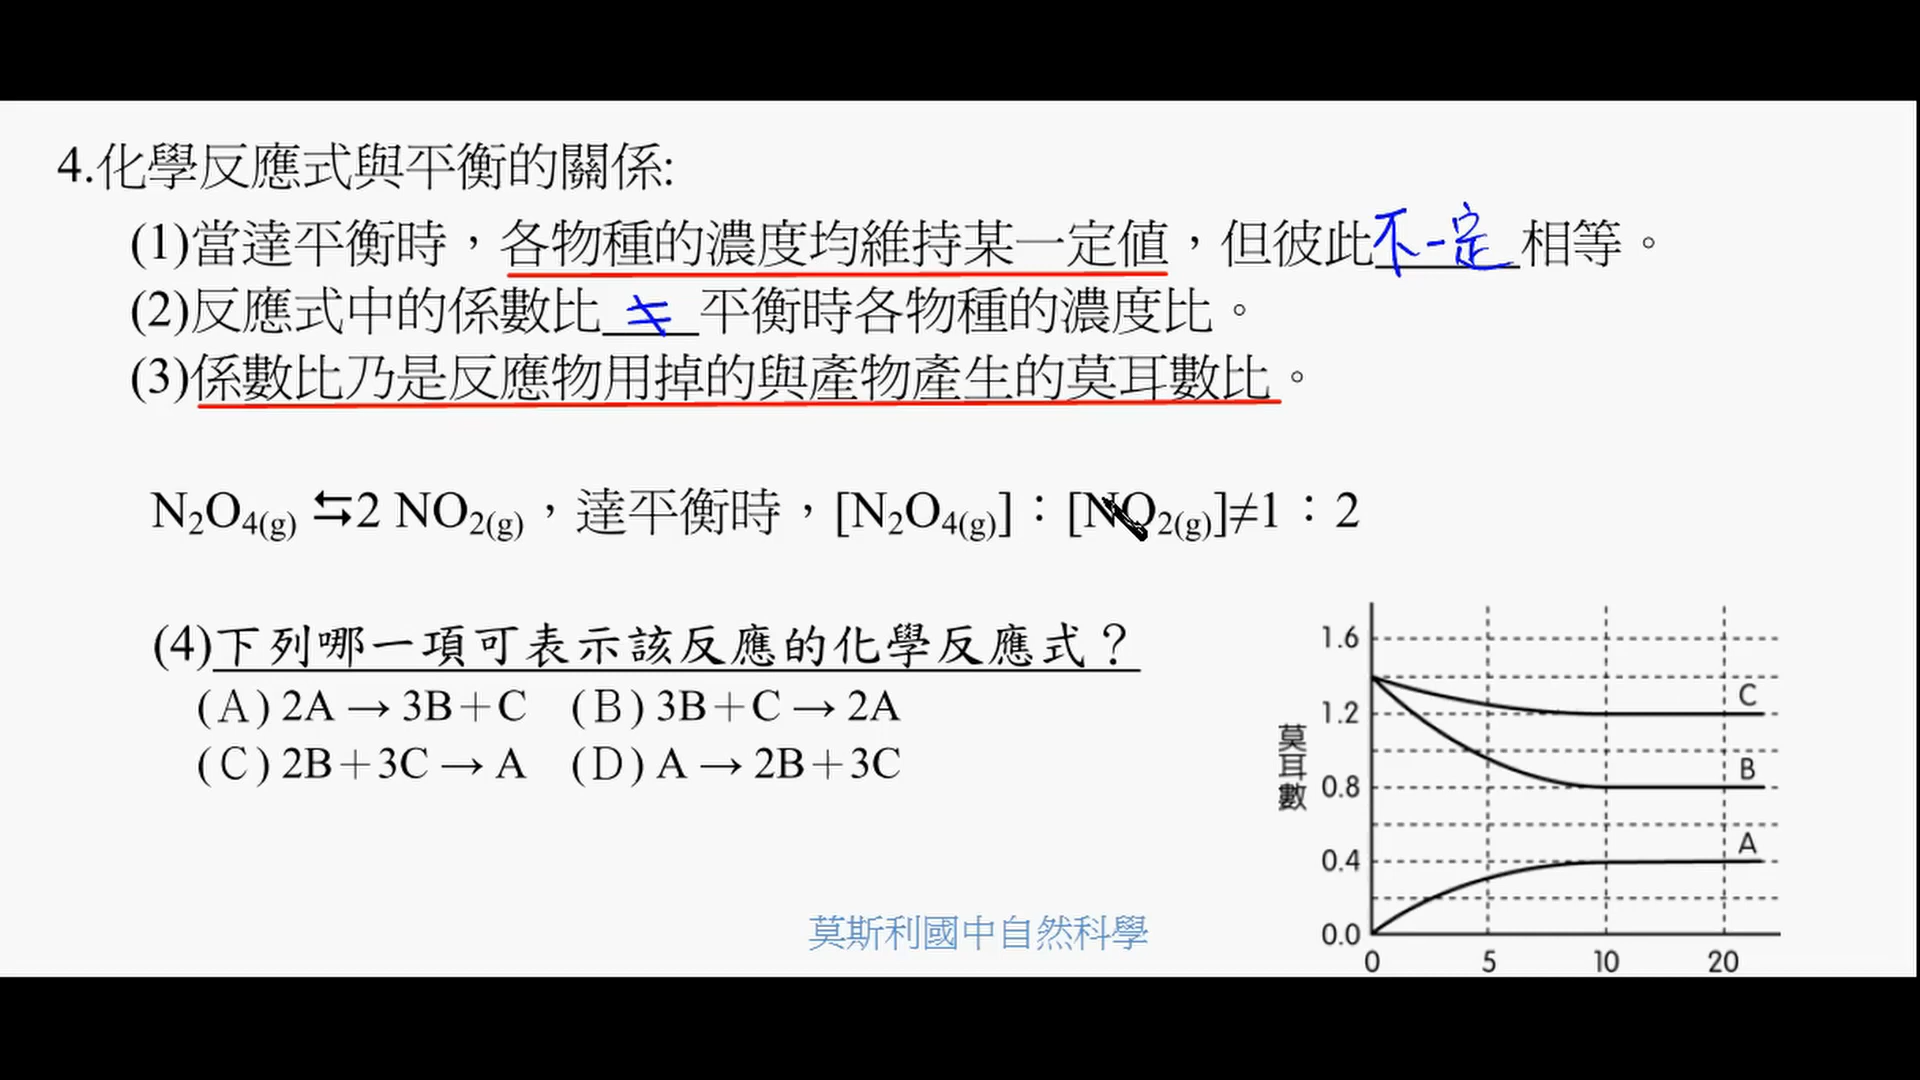 4.化學反應式與平衡的關係:
(1)當達平衡時，各物種的濃度均維持某一定值，但彼此不一定相等。
(2)反應式中的係數比≠平衡時各物種的濃度比。
(3)係數比乃是反應物用掉的與產物產生的莫耳數比。
N₂O₄(g) ⇆2 NO₂(g)，達平衡時，[N₂O₄(g)]：[NO₂(g)]≠1：2
(4)下列哪一項可表示該反應的化學反應式？
(A) 2A → 3B＋C (B) 3B＋C → 2A
(C) 2B＋3C → A (D) A → 2B＋3C
莫耳數
1.6
1.2
0.8
0.4
0.0
C
B
A
0 5 10 20
莫斯利國中自然科學